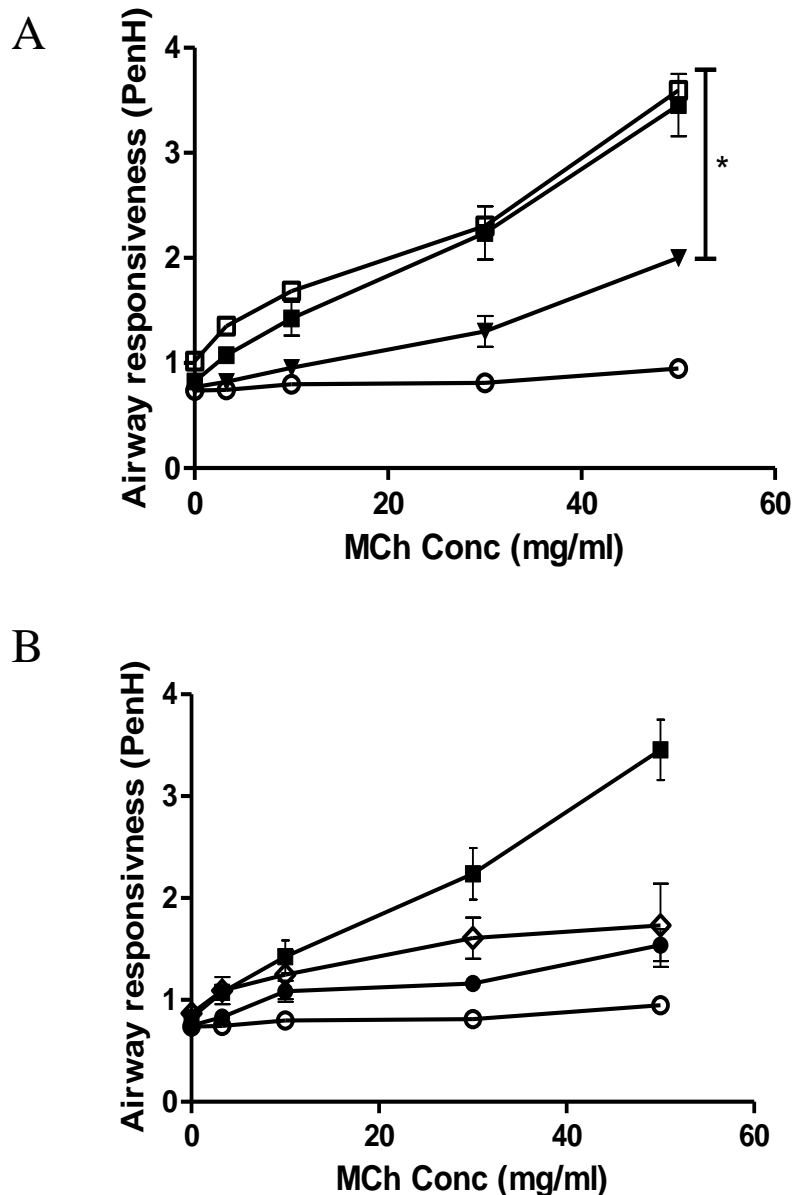 A
Airway responsiveness (PenH)
4
3
2
1
0
*
0 20 40 60
MCh Conc (mg/ml)
B
Airway responsivness (PenH)
4
3
2
1
0
0 20 40 60
MCh Conc (mg/ml)